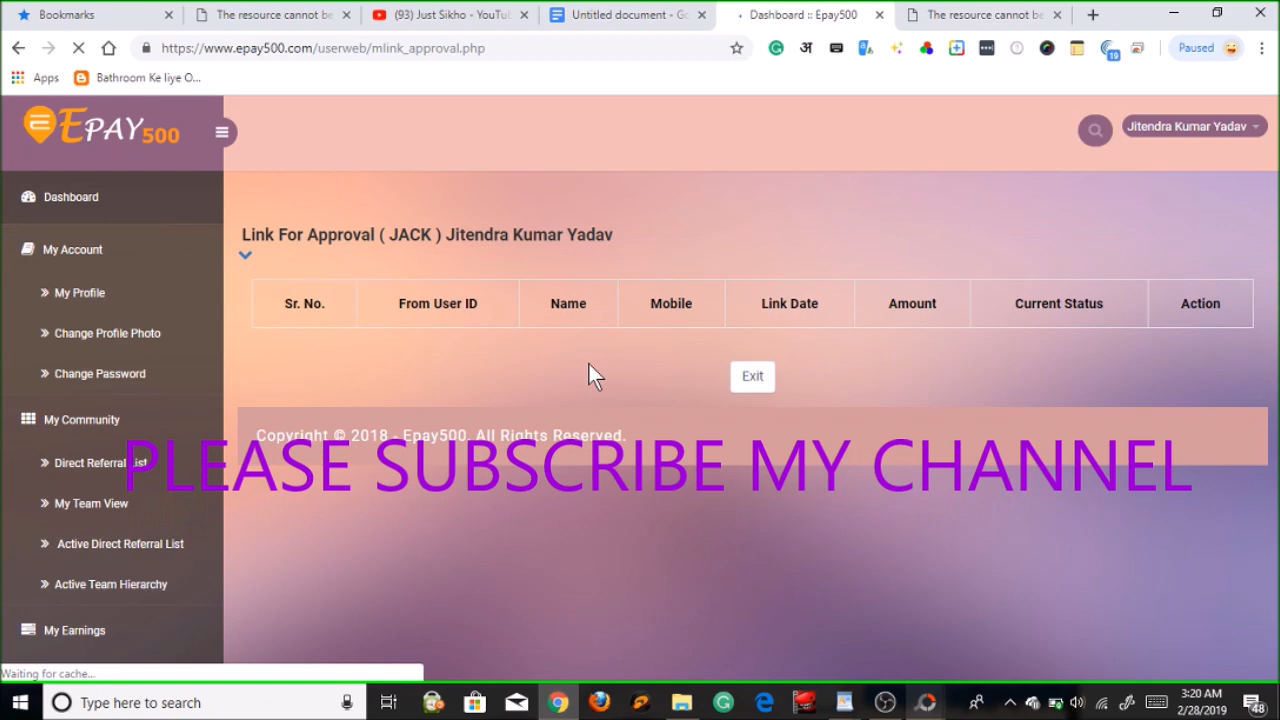 Bookmarks
The resource cannot be
(93) Just Sikho - YouTu
Untitled document - Go
Dashboard :: Epay500
The resource cannot be
https://www.epay500.com/userweb/mlink_approval.php
अ
19
Paused
Apps
Bathroom Ke liye O...
EPAY500
Jitendra Kumar Yadav
Dashboard
Link For Approval ( JACK ) Jitendra Kumar Yadav
My Account
Sr. No. From User ID Name Mobile Link Date Amount Current Status Action
My Profile
Change Profile Photo
Change Password
Exit
My Community
Copyright © 2018 - Epay500. All Rights Reserved.
PLEASE SUBSCRIBE MY CHANNEL
Direct Referral List
My Team View
Active Direct Referral List
Active Team Hierarchy
My Earnings
Waiting for cache...
Type here to search
3:20 AM
2/28/2019
48